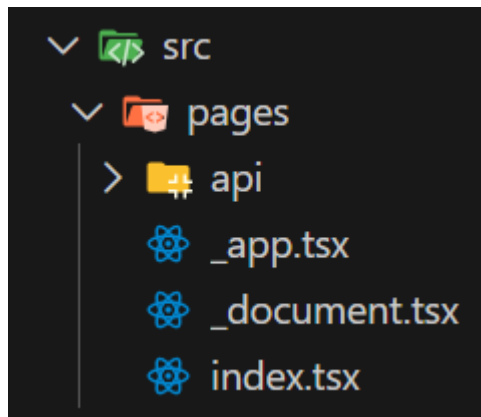 src
pages
api
_app.tsx
_document.tsx
index.tsx